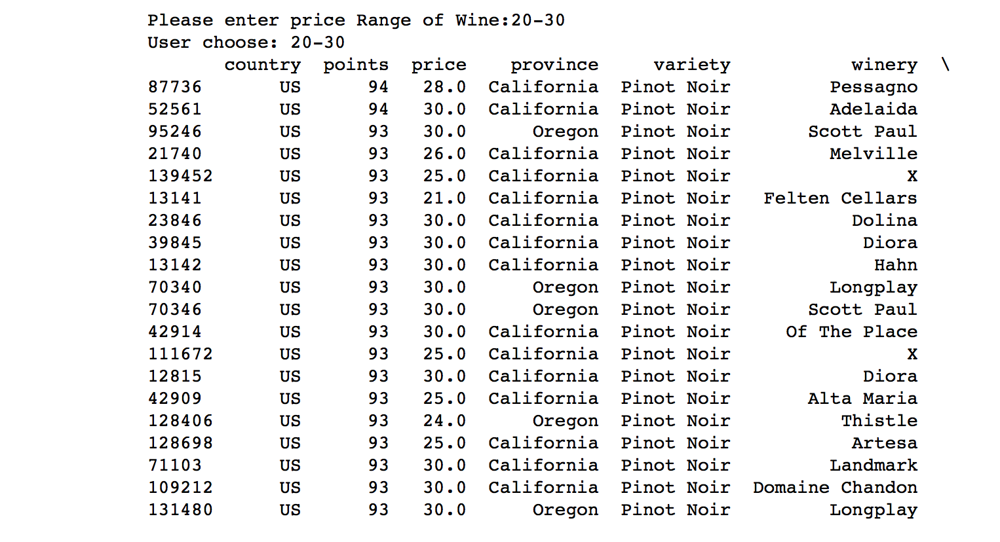 Please enter price Range of Wine:20-30
User choose: 20-30
country points price province variety winery \
87736 US 94 28.0 California Pinot Noir Pessagno
52561 US 94 30.0 California Pinot Noir Adelaida
95246 US 93 30.0 Oregon Pinot Noir Scott Paul
21740 US 93 26.0 California Pinot Noir Melville
139452 US 93 25.0 California Pinot Noir X
13141 US 93 21.0 California Pinot Noir Felten Cellars
23846 US 93 30.0 California Pinot Noir Dolina
39845 US 93 30.0 California Pinot Noir Diora
13142 US 93 30.0 California Pinot Noir Hahn
70340 US 93 30.0 Oregon Pinot Noir Longplay
70346 US 93 30.0 Oregon Pinot Noir Scott Paul
42914 US 93 30.0 California Pinot Noir Of The Place
111672 US 93 25.0 California Pinot Noir X
12815 US 93 30.0 California Pinot Noir Diora
42909 US 93 25.0 California Pinot Noir Alta Maria
128406 US 93 24.0 Oregon Pinot Noir Thistle
128698 US 93 25.0 California Pinot Noir Artesa
71103 US 93 30.0 California Pinot Noir Landmark
109212 US 93 30.0 California Pinot Noir Domaine Chandon
131480 US 93 30.0 Oregon Pinot Noir Longplay